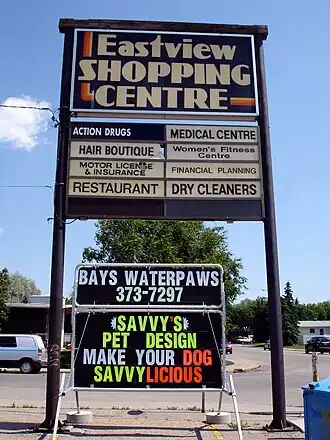 Eastview
SHOPPING
CENTRE
ACTION DRUGS
MEDICAL CENTRE
HAIR BOUTIQUE
Women's Fitness
Centre
MOTOR LICENSE
& INSURANCE
FINANCIAL PLANNING
RESTAURANT
DRY CLEANERS
BAYS WATERPAWS
373-7297
SAVVY'S
PET DESIGN
MAKE YOUR DOG
SAVVYLICIOUS